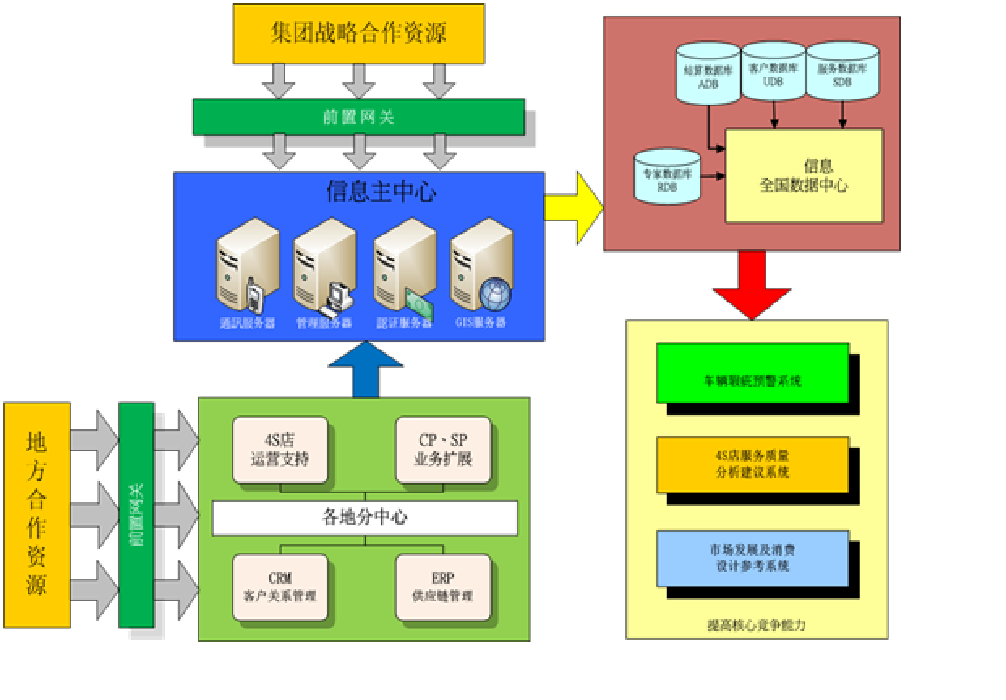 集团战略合作资源
前置网关
信息主中心
通訊服务器
管理服务器
認证服务器
GIS服务器
结算数据库
ADB
客户数据库
UDB
服务数据库
SDB
专家数据库
RDB
信息
全国数据中心
地方合作资源
前置网关
4S店
运营支持
CP、SP
业务扩展
各地分中心
CRM
客户关系管理
ERP
供应链管理
车辆瑕疵预警系统
4S店服务质量
分析建议系统
市场发展及消费
设计参考系统
提高核心竞争能力